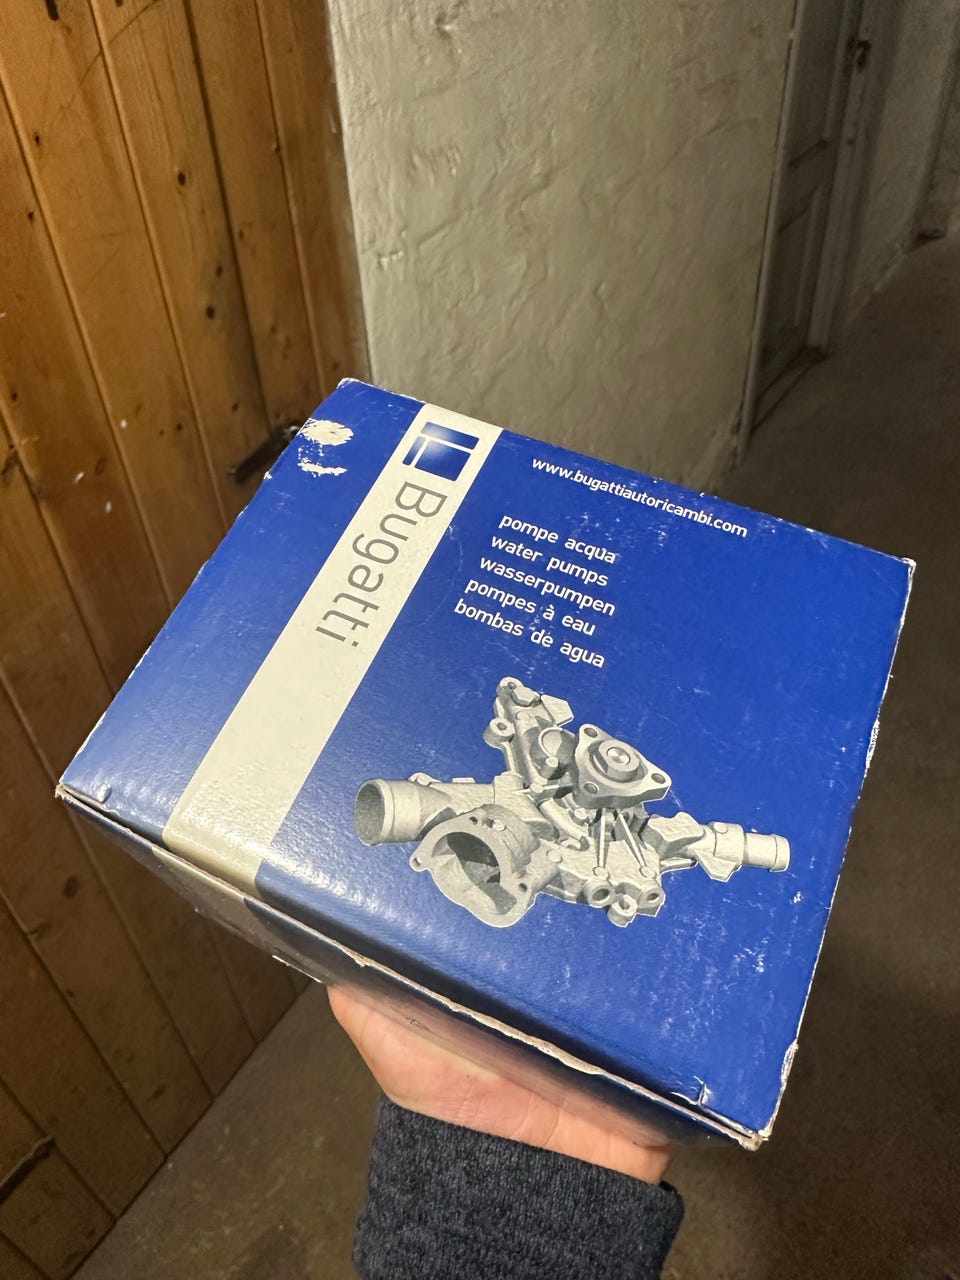 Bugatti
www.bugattiautoricambi.com
pompe acqua
water pumps
wasserpumpen
pompes à eau
bombas de agua